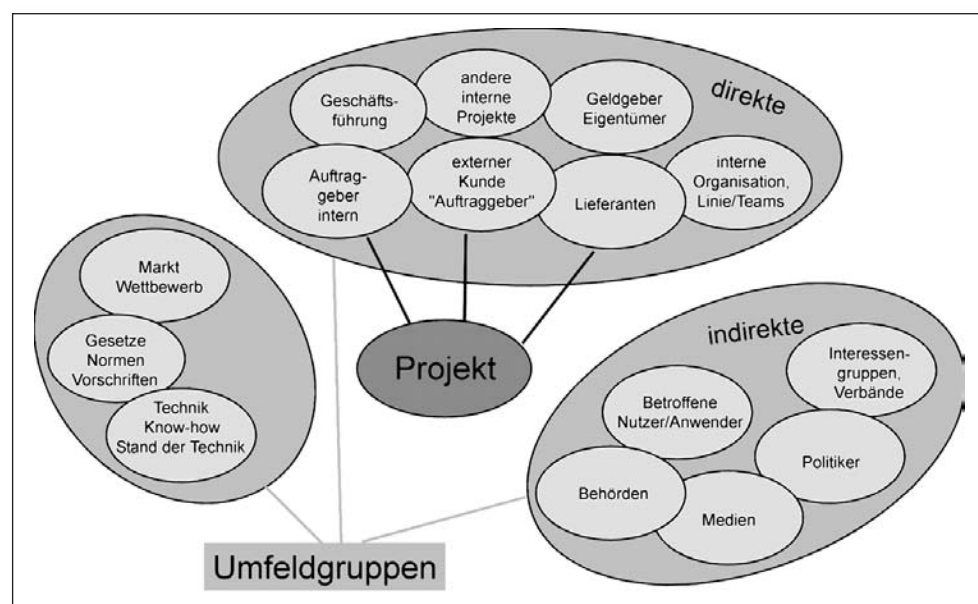 direkte
Geschäfts-
führung
andere
interne
Projekte
Geldgeber
Eigentümer
Auftrag-
geber
intern
externer
Kunde
"Auftraggeber"
Lieferanten
interne
Organisation,
Linie/Teams
Markt
Wettbewerb
Gesetze
Normen
Vorschriften
Technik
Know-how
Stand der Technik
Projekt
indirekte
Interessen-
gruppen,
Verbände
Betroffene
Nutzer/Anwender
Politiker
Behörden
Medien
Umfeldgruppen